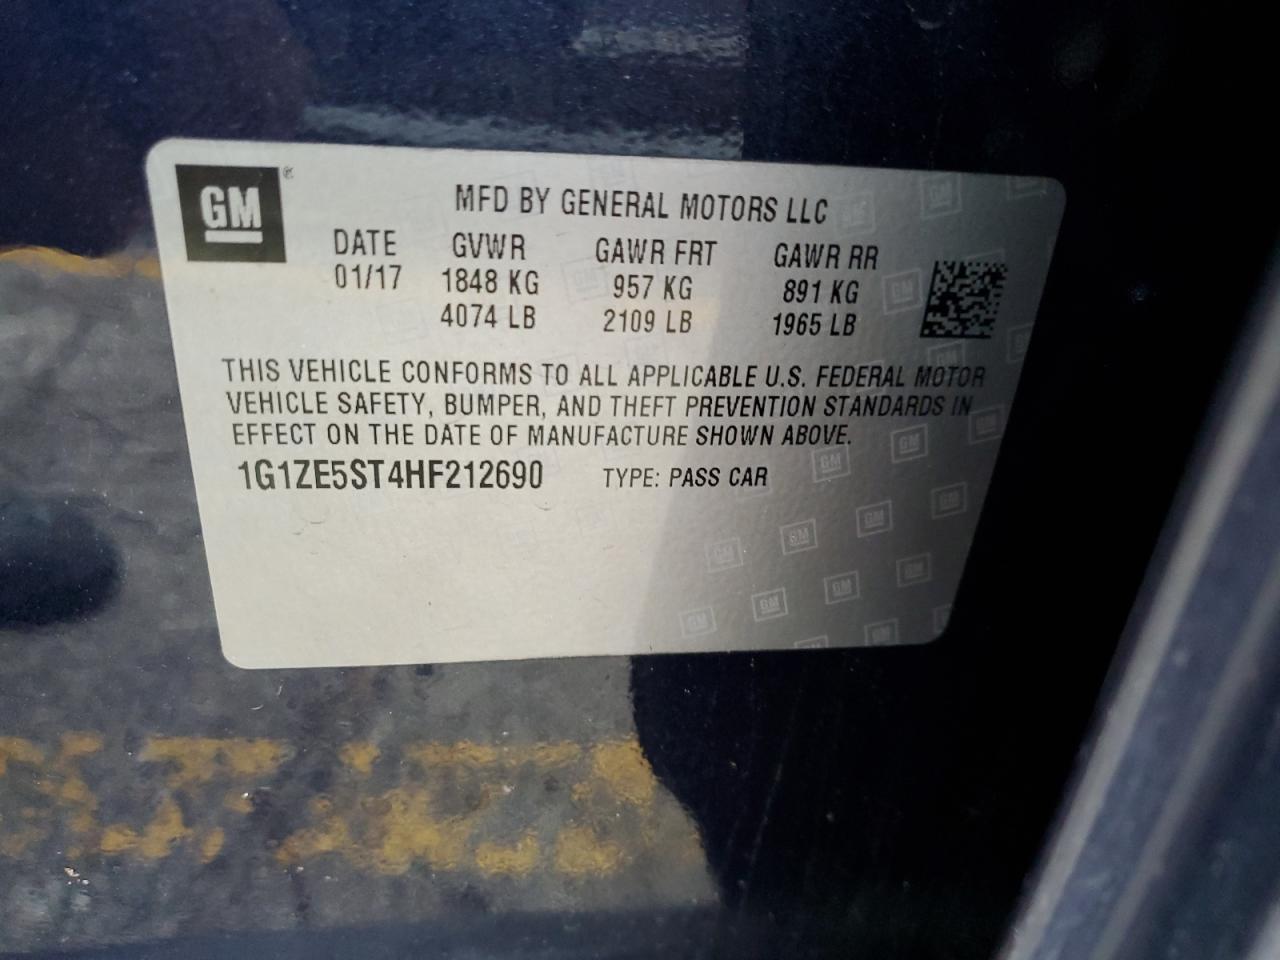 GM ®
MFD BY GENERAL MOTORS LLC
DATE GVWR GAWR FRT GAWR RR
01/17 1848 KG 957 KG 891 KG
4074 LB 2109 LB 1965 LB
THIS VEHICLE CONFORMS TO ALL APPLICABLE U.S. FEDERAL MOTOR
VEHICLE SAFETY, BUMPER, AND THEFT PREVENTION STANDARDS IN
EFFECT ON THE DATE OF MANUFACTURE SHOWN ABOVE.
1G1ZE5ST4HF212690 TYPE: PASS CAR